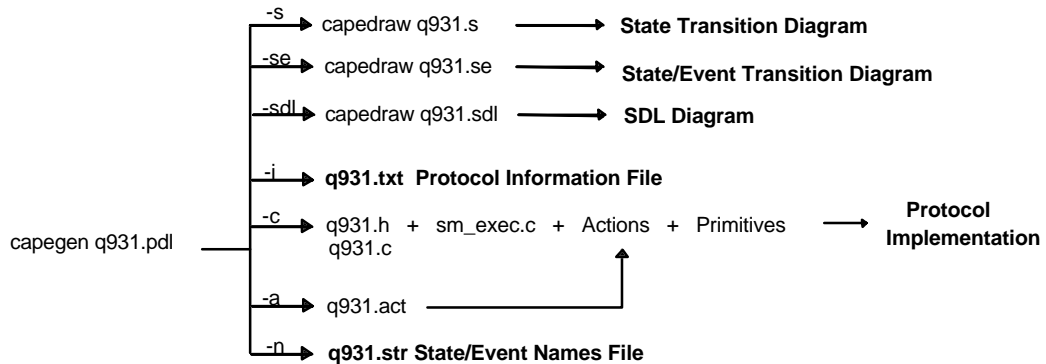 -s capedraw q931.s State Transition Diagram
-se capedraw q931.se State/Event Transition Diagram
-sdl capedraw q931.sdl SDL Diagram
-i q931.txt Protocol Information File
-c q931.h + sm_exec.c + Actions + Primitives Protocol
q931.c Implementation
capegen q931.pdl
-a q931.act
-n q931.str State/Event Names File